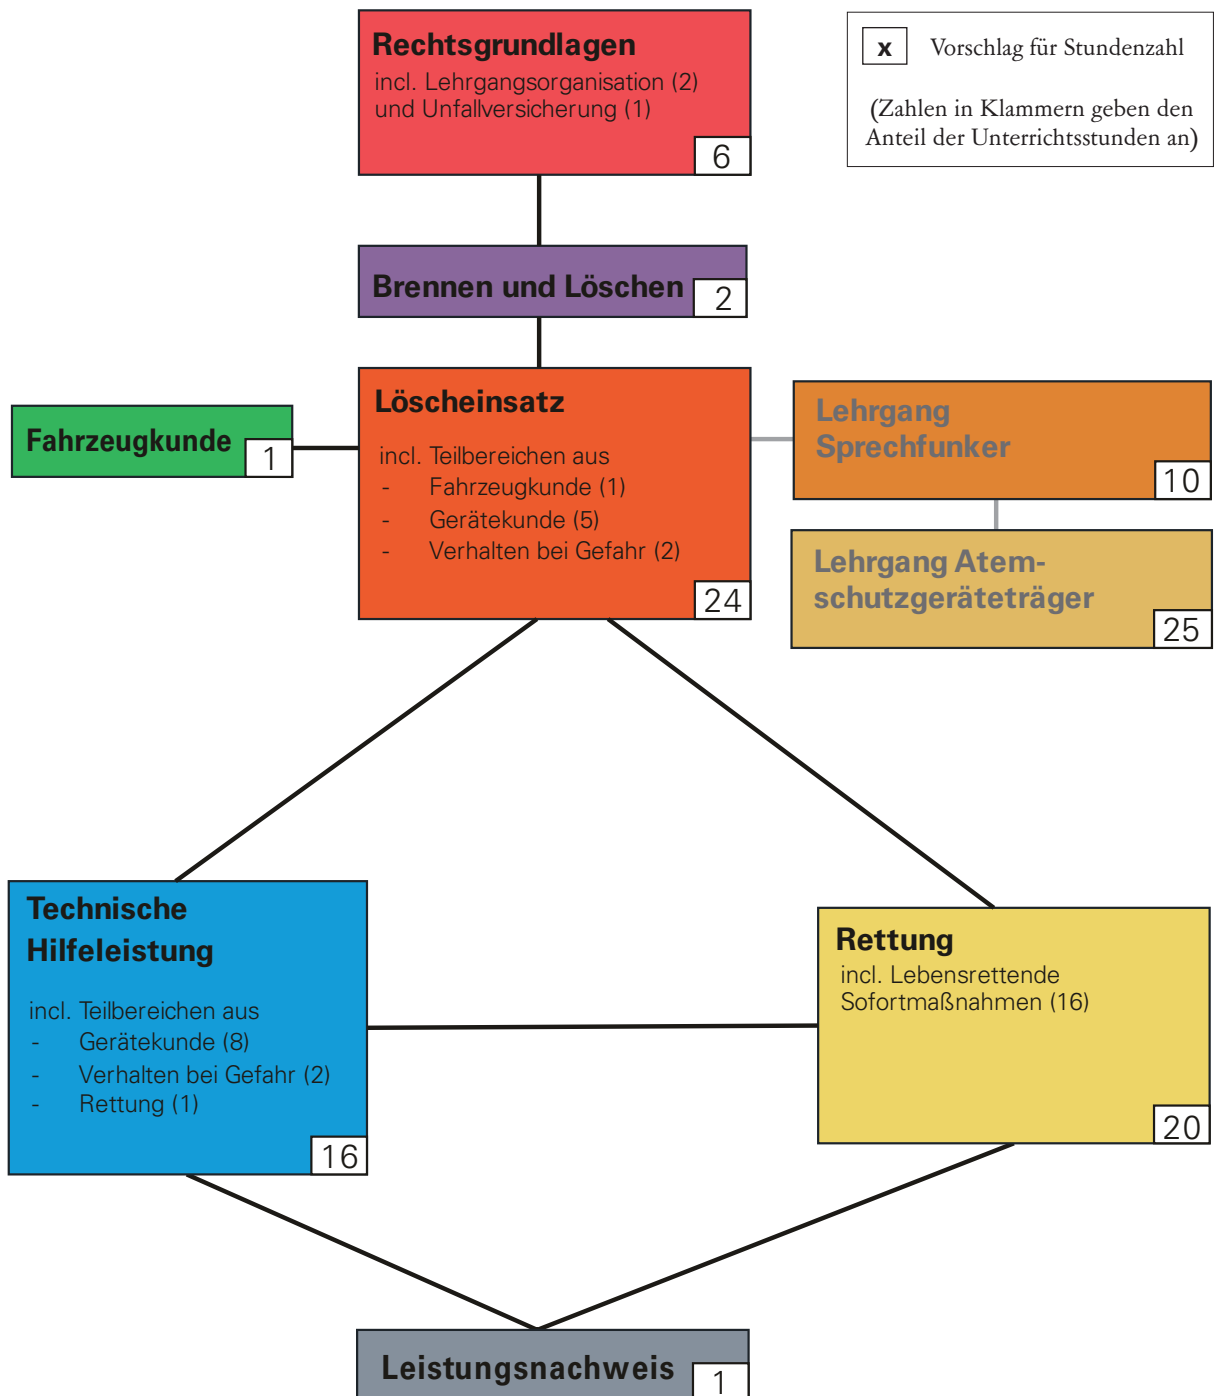 Rechtsgrundlagen
incl. Lehrgangsorganisation (2)
und Unfallversicherung (1)
6
x Vorschlag für Stundenzahl
(Zahlen in Klammern geben den
Anteil der Unterrichtsstunden an)
Brennen und Löschen
2
Fahrzeugkunde
1
Löscheinsatz
incl. Teilbereichen aus
- Fahrzeugkunde (1)
- Gerätekunde (5)
- Verhalten bei Gefahr (2)
24
Lehrgang
Sprechfunker
10
Lehrgang Atem-
schutzgeräteträger
25
Technische
Hilfeleistung
incl. Teilbereichen aus
- Gerätekunde (8)
- Verhalten bei Gefahr (2)
- Rettung (1)
16
Rettung
incl. Lebensrettende
Sofortmaßnahmen (16)
20
Leistungsnachweis
1